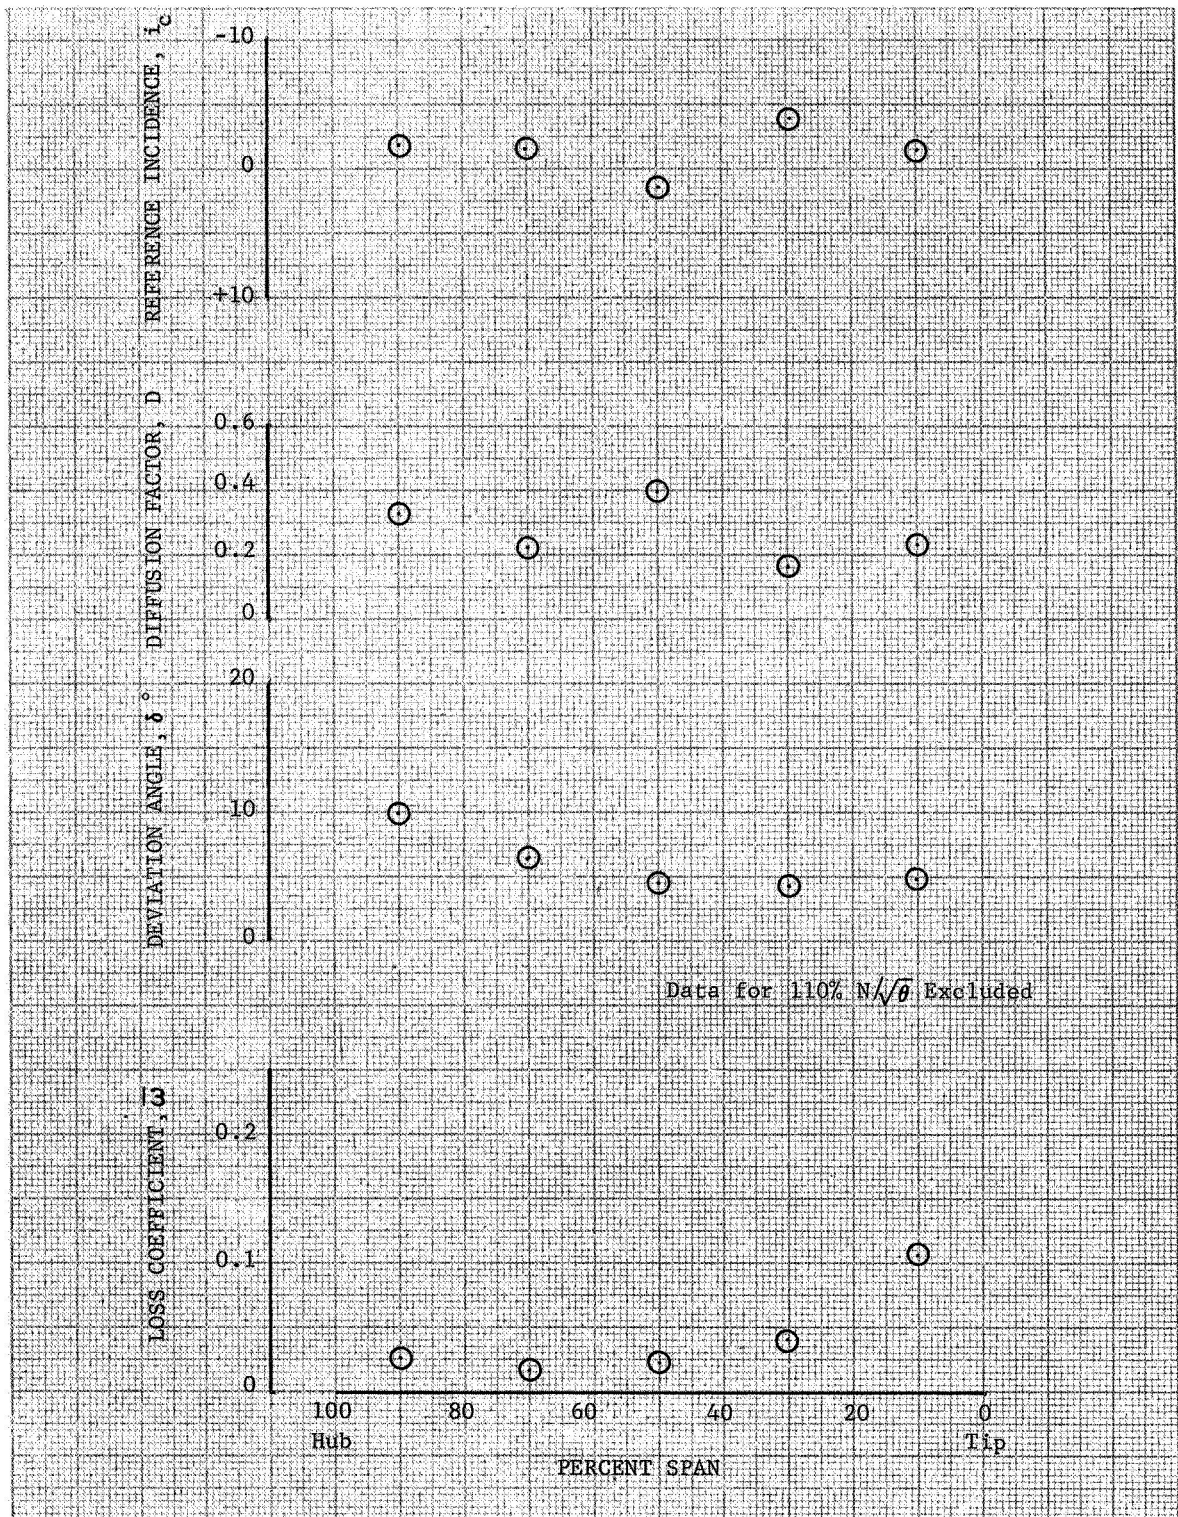 REFERENCE INCIDENCE, i_c
-10
0
+10
DIFFUSION FACTOR, D
0.6
0.4
0.2
0
DEVIATION ANGLE, δ °
20
10
0
Data for 110% N/√θ Excluded
LOSS COEFFICIENT, ω̅
0.2
0.1
0
100 80 60 40 20 0
Hub Tip
PERCENT SPAN